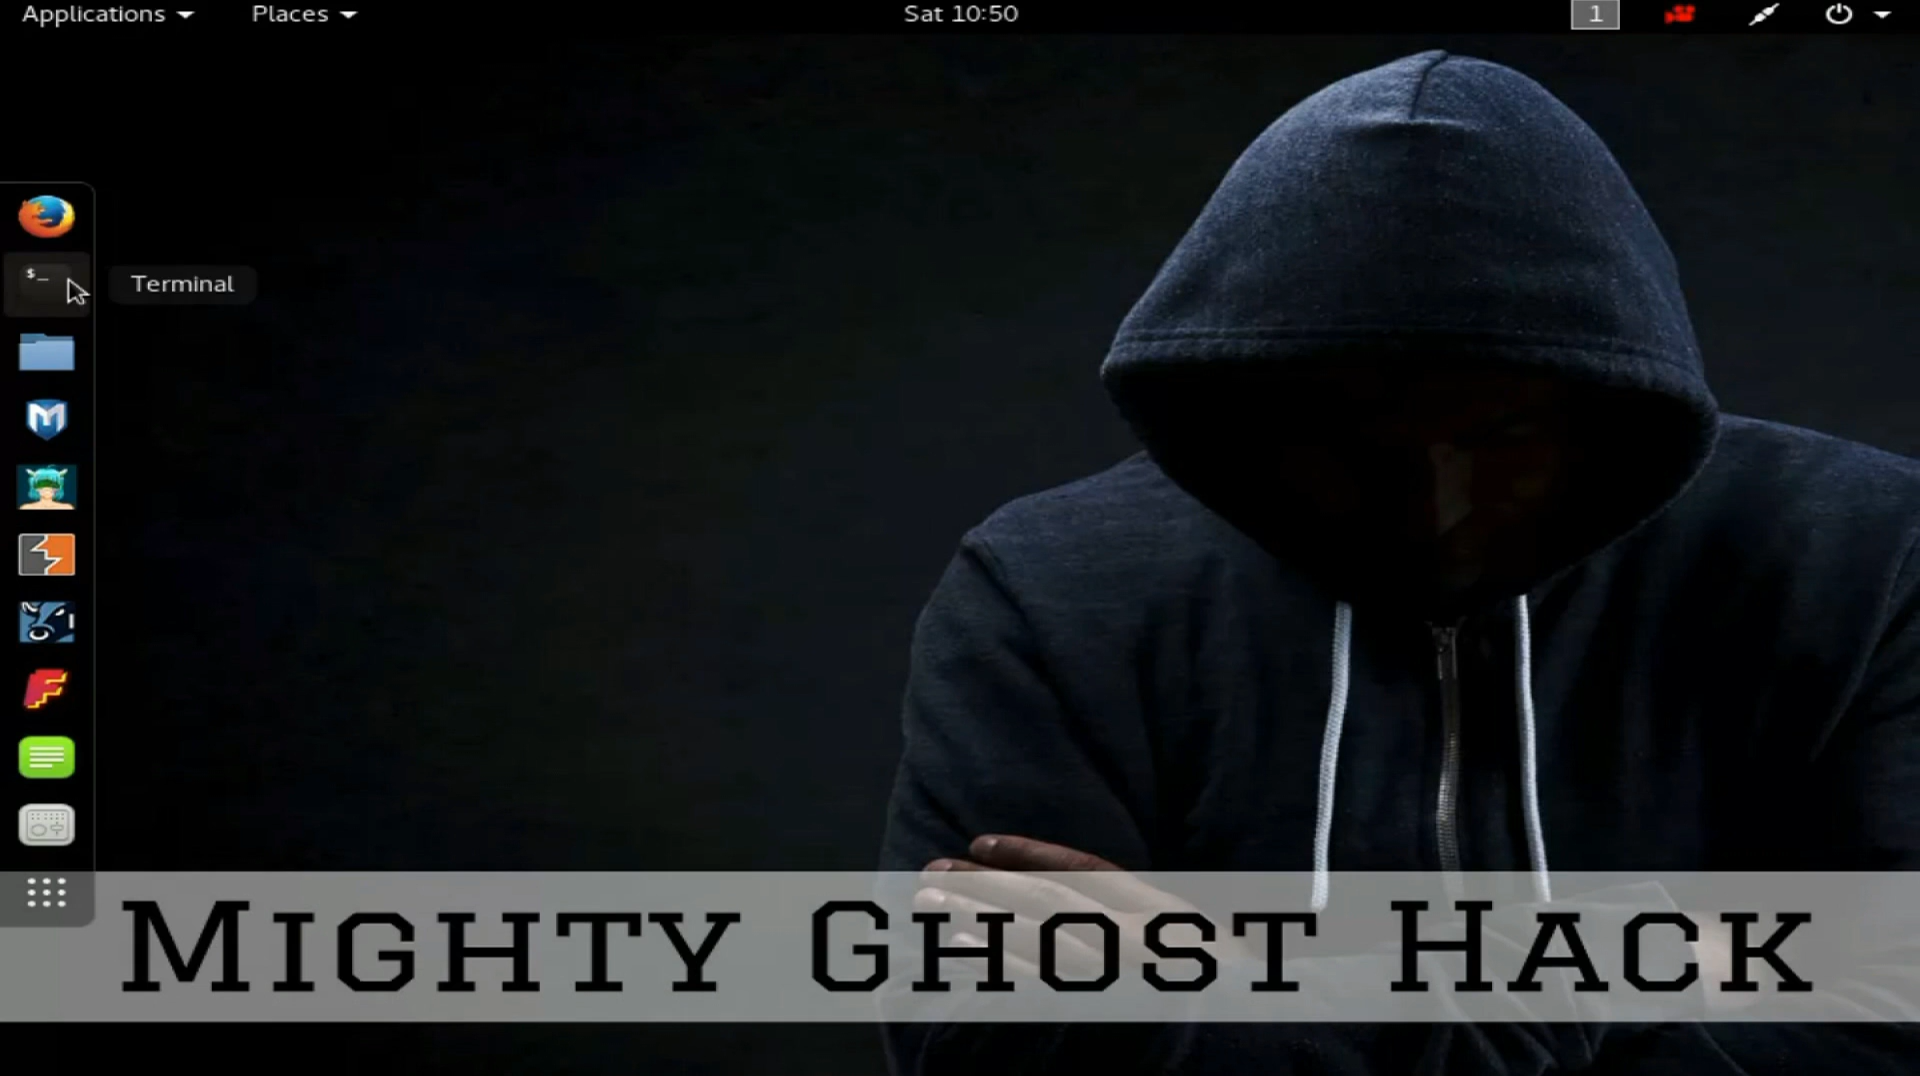 Applications Places Sat 10:50 1
$_ Terminal
M
F
Mighty Ghost Hack